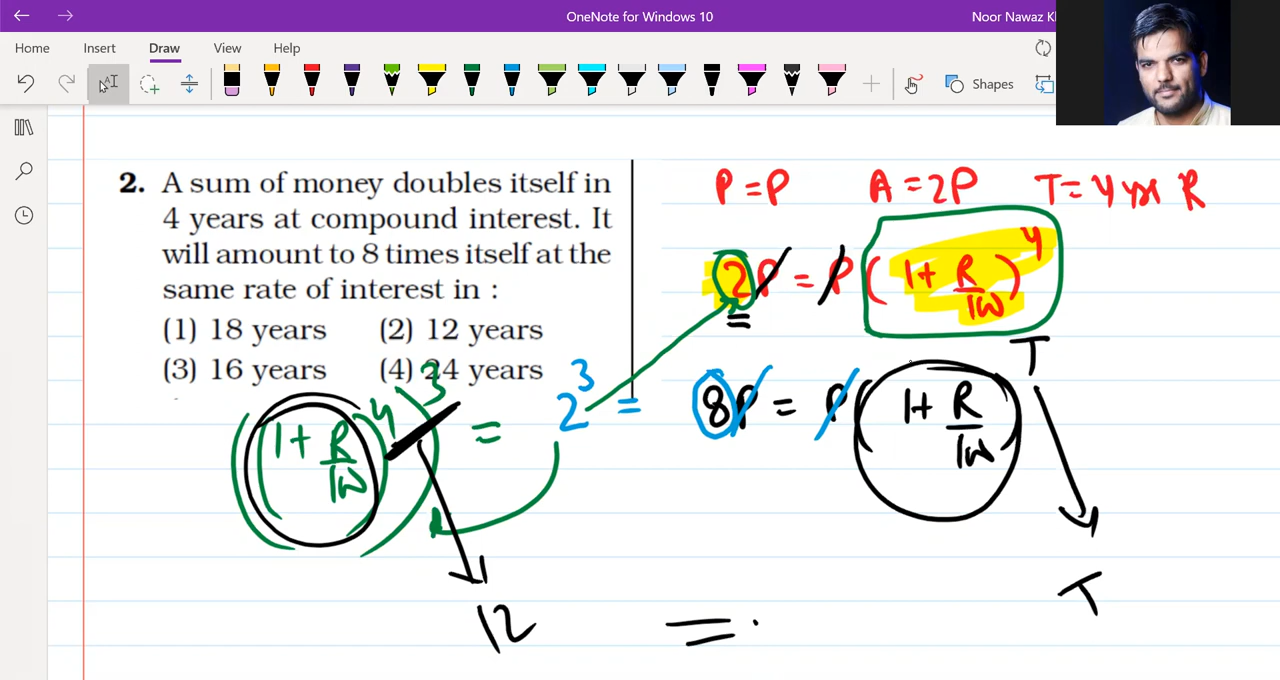 OneNote for Windows 10
Noor Nawaz
Home Insert Draw View Help
Shapes
2. A sum of money doubles itself in
4 years at compound interest. It
will amount to 8 times itself at the
same rate of interest in :
(1) 18 years (2) 12 years
(3) 16 years (4) 24 years
P = P A = 2P T = 4 yrs R
2P = P (1 + R/100)^4
8P = P (1 + R/100)^T
((1 + R/100)^4)^3 = 2^3 =
12 = T